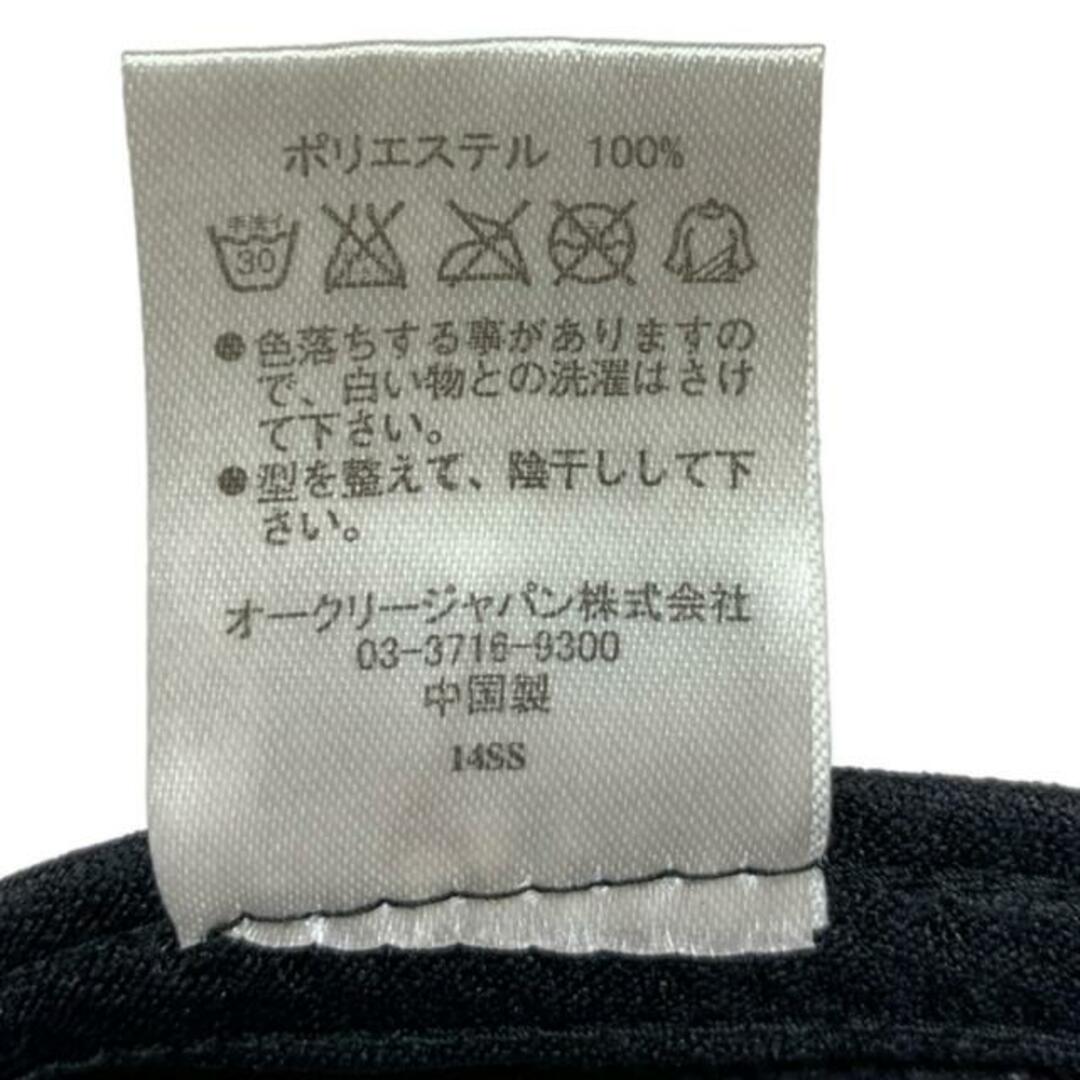 ポリエステル 100%
手洗イ
30
●色落ちする事がありますの
で、白い物との洗濯はさけ
て下さい。
●型を整えて、陰干しして下
さい。
オークリージャパン株式会社
03-3716-9300
中国製
14SS